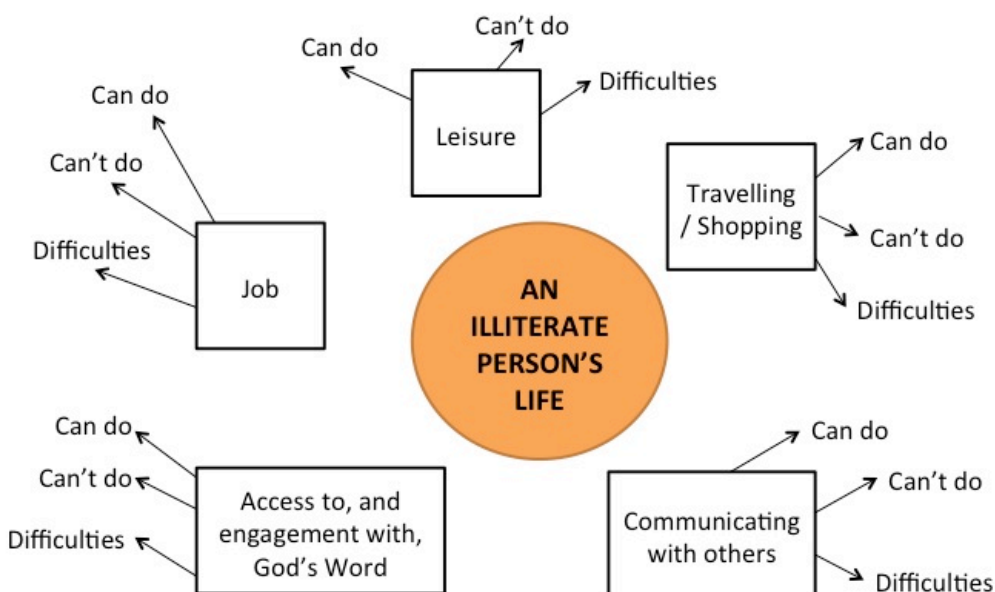 Can do
Can't do
Difficulties
Leisure
Can do
Can't do
Difficulties
Job
Can do
Can't do
Difficulties
Travelling
/ Shopping
AN
ILLITERATE
PERSON'S
LIFE
Can do
Can't do
Difficulties
Access to, and
engagement with,
God's Word
Can do
Can't do
Difficulties
Communicating
with others